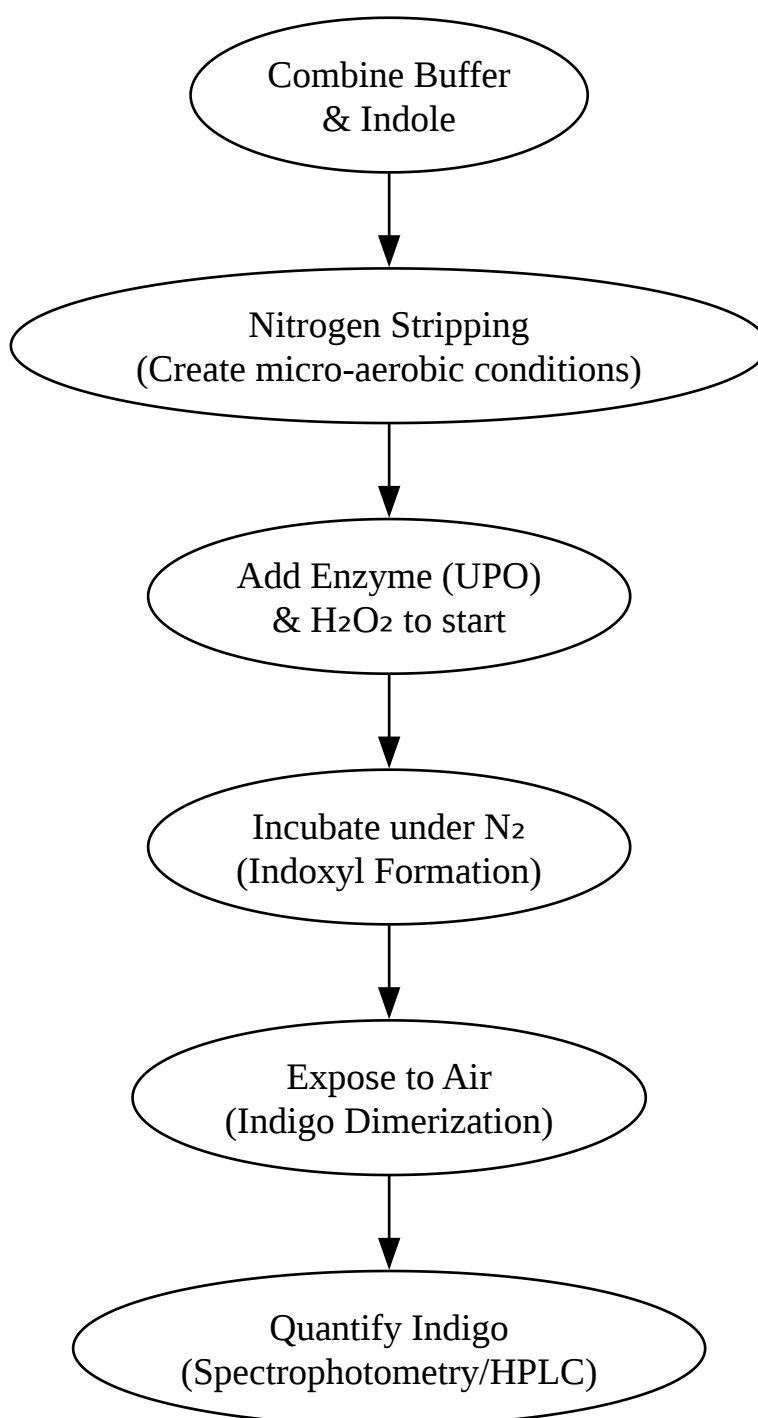 Combine Buffer
& Indole
Nitrogen Stripping
(Create micro-aerobic conditions)
Add Enzyme (UPO)
& H₂O₂ to start
Incubate under N₂
(Indoxyl Formation)
Expose to Air
(Indigo Dimerization)
Quantify Indigo
(Spectrophotometry/HPLC)